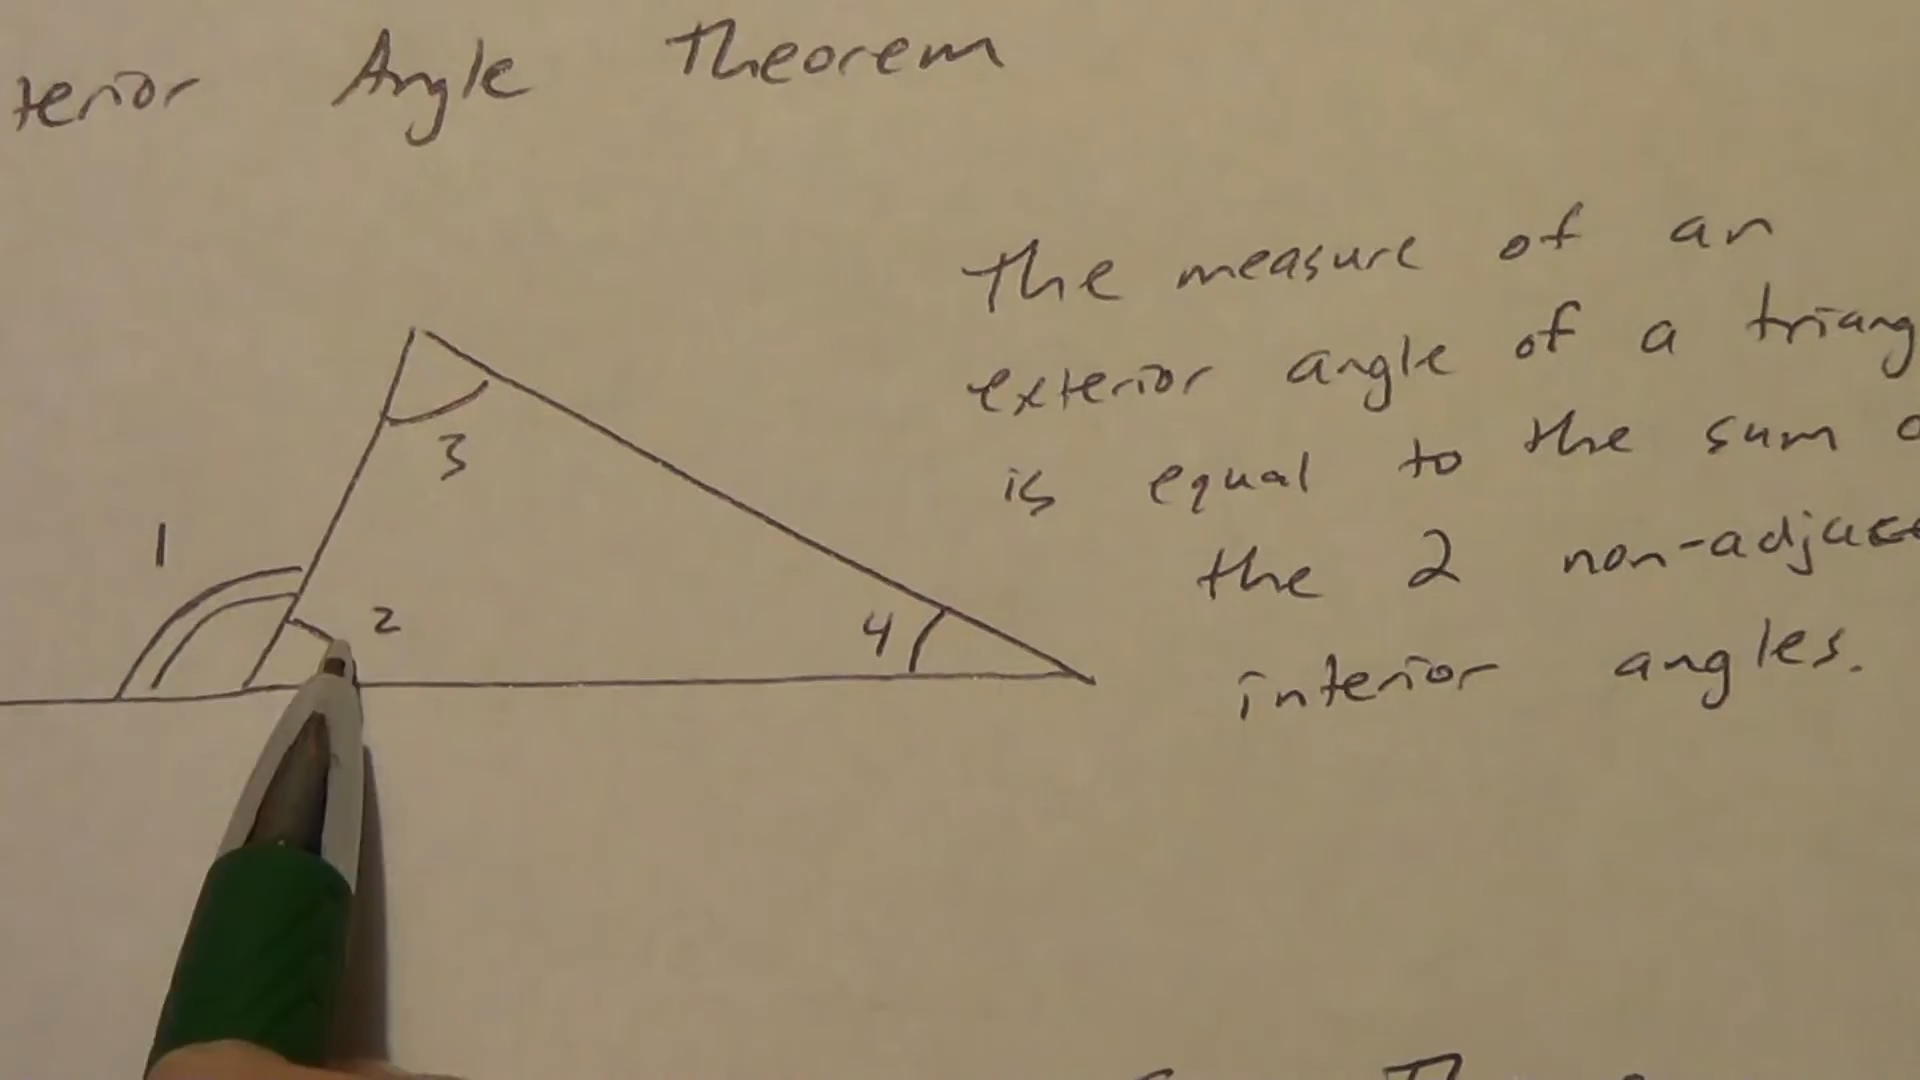 terior Angle Theorem
The measure of an
exterior angle of a triang
is equal to the sum
the 2 non-adjace
interior angles.
3
1
2
4